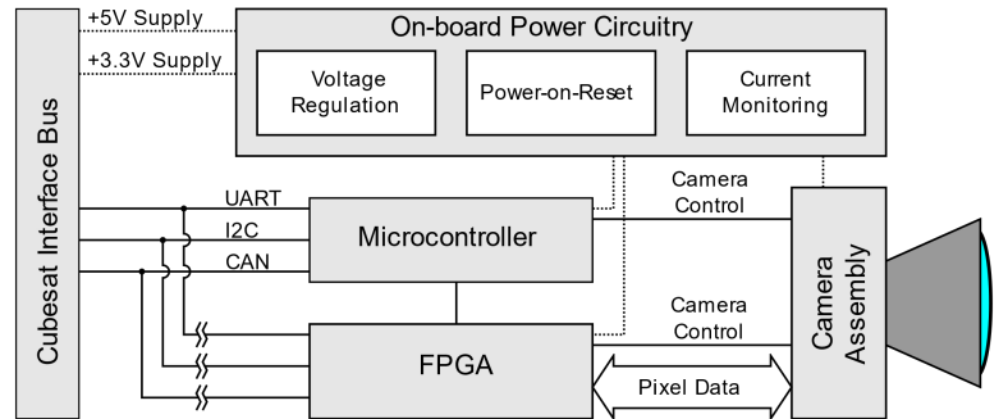 +5V Supply
+3.3V Supply
On-board Power Circuitry
Voltage
Regulation
Power-on-Reset
Current
Monitoring
Cubesat Interface Bus
UART
I2C
CAN
Microcontroller
Camera
Control
FPGA
Camera
Control
Pixel Data
Camera
Assembly